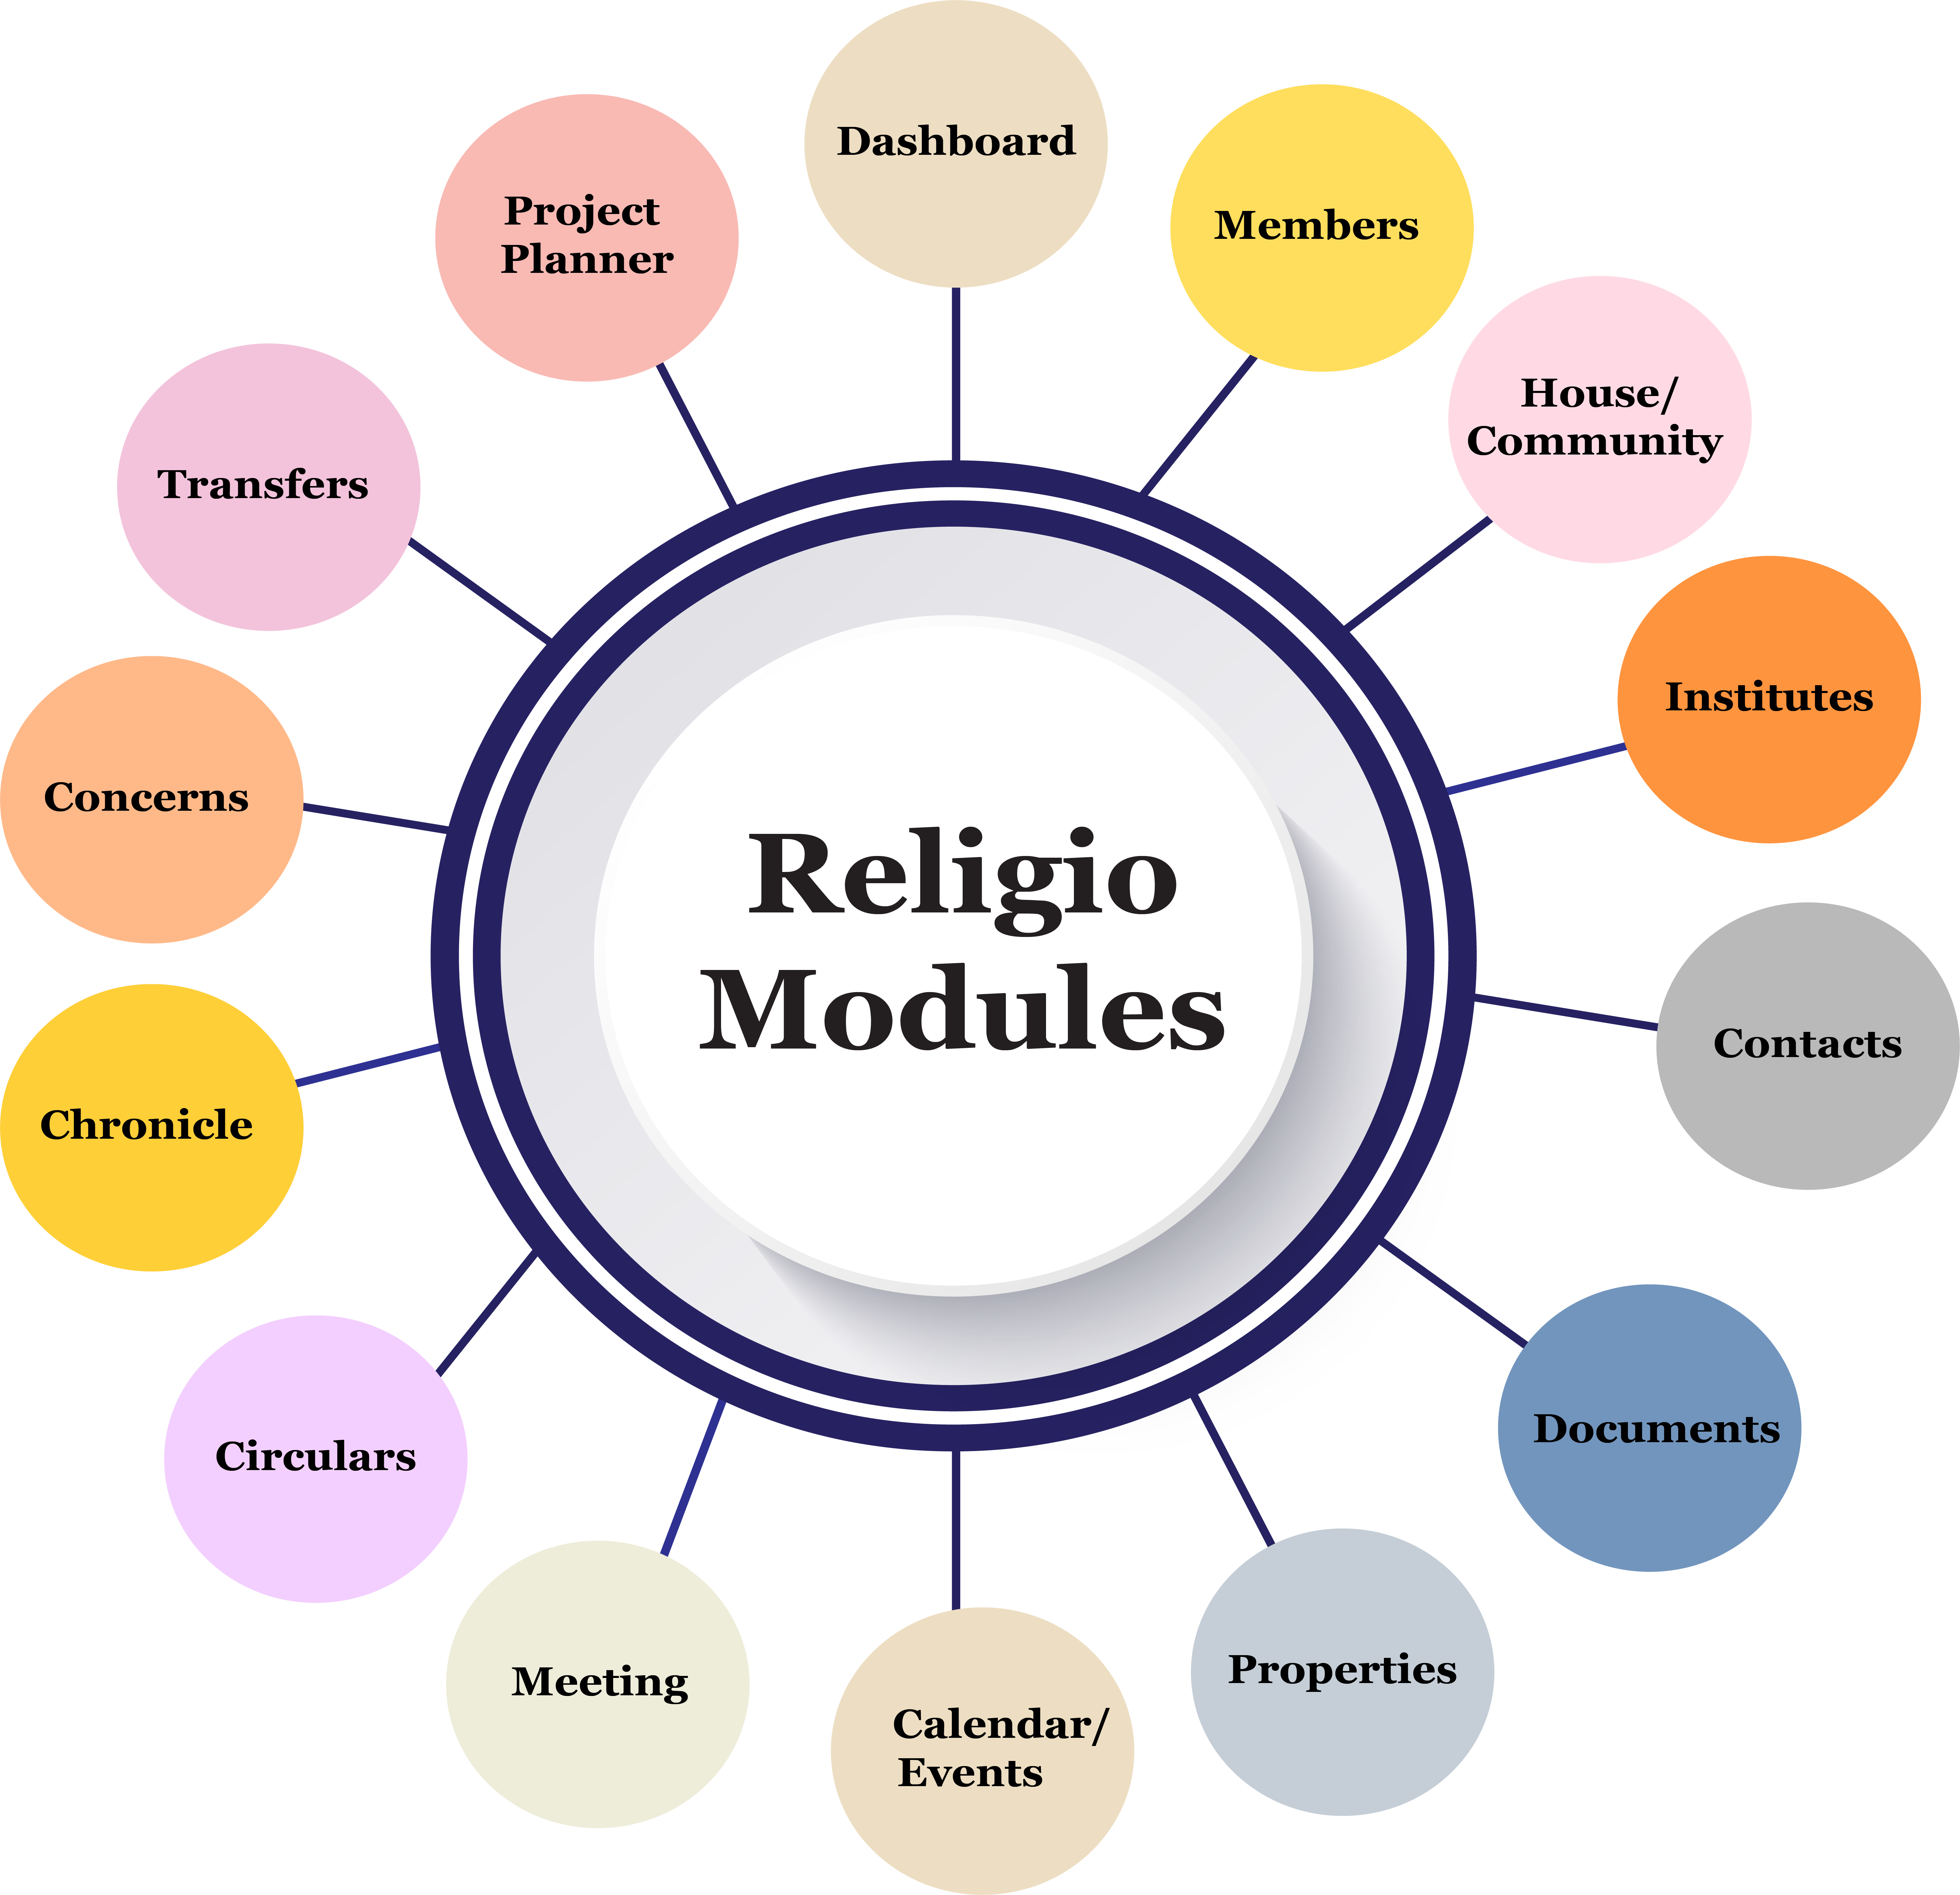 Dashboard
Members
House/
Community
Institutes
Contacts
Documents
Properties
Calendar/
Events
Meeting
Circulars
Chronicle
Concerns
Transfers
Project
Planner
Religio
Modules